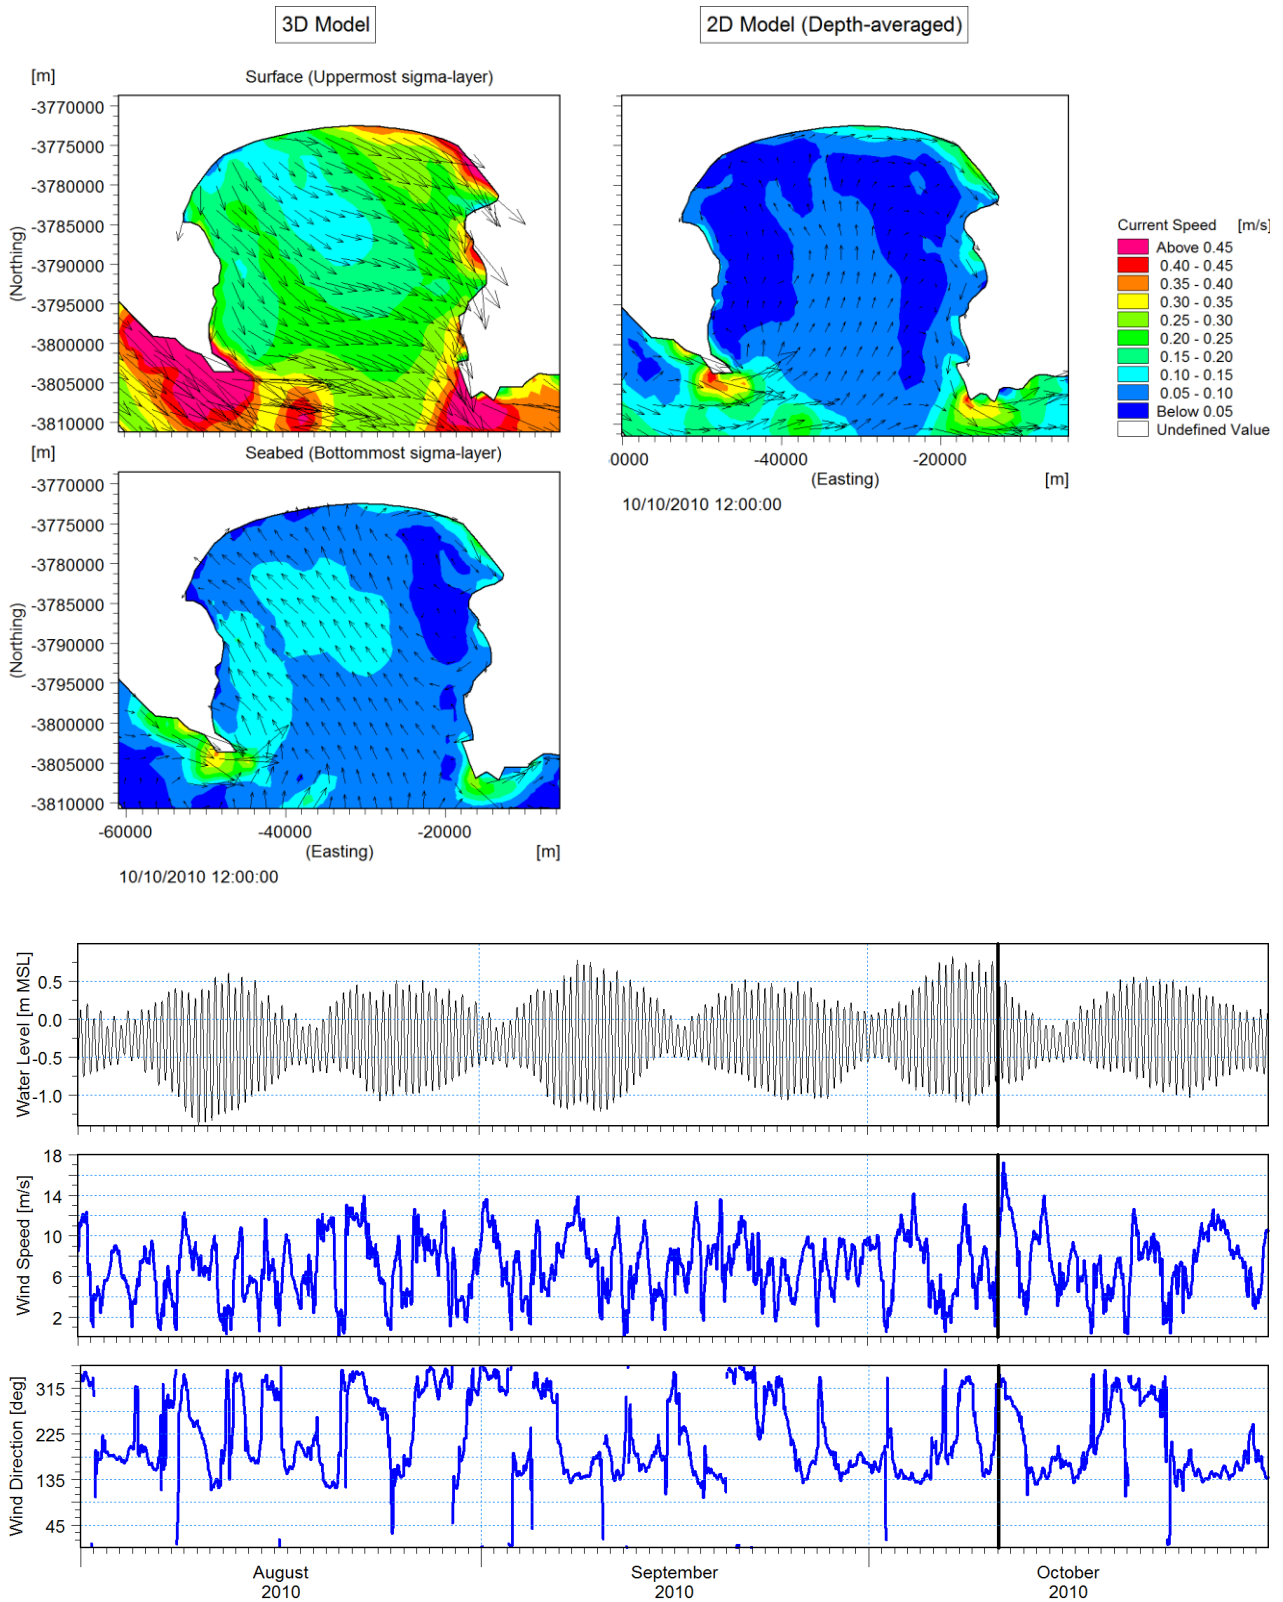 3D Model
2D Model (Depth-averaged)
[m]
Surface (Uppermost sigma-layer)
[m]
-3770000
-3775000
-3780000
-3785000
-3790000
-3795000
-3800000
-3805000
-3810000
(Northing)
0000
-40000
-20000
(Easting)
[m]
10/10/2010 12:00:00
Current Speed [m/s]
Above 0.45
0.40 - 0.45
0.35 - 0.40
0.30 - 0.35
0.25 - 0.30
0.20 - 0.25
0.15 - 0.20
0.10 - 0.15
0.05 - 0.10
Below 0.05
Undefined Value
[m]
Seabed (Bottommost sigma-layer)
-3770000
-3775000
-3780000
-3785000
-3790000
-3795000
-3800000
-3805000
-3810000
(Northing)
-60000
-40000
-20000
(Easting)
[m]
10/10/2010 12:00:00
Water Level [m MSL]
0.5
0.0
-0.5
-1.0
Wind Speed [m/s]
18
14
10
6
2
Wind Direction [deg]
315
225
135
45
August
2010
September
2010
October
2010